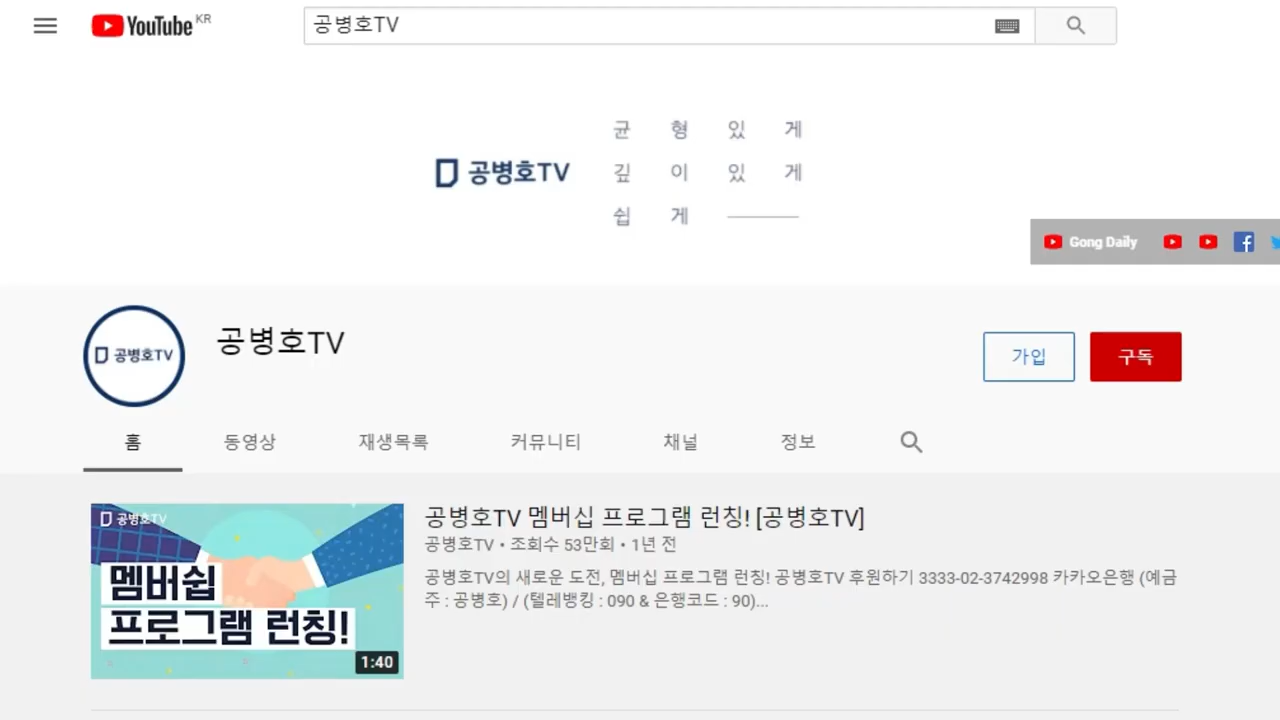 YouTube KR
공병호TV
균형있게
공병호TV 깊이있게
쉽게
Gong Daily
공병호TV
공병호TV
가입
구독
홈 동영상 재생목록 커뮤니티 채널 정보
공병호TV
멤버쉽
프로그램 런칭!
1:40
공병호TV 멤버십 프로그램 런칭! [공병호TV]
공병호TV • 조회수 53만회 • 1년 전
공병호TV의 새로운 도전, 멤버십 프로그램 런칭! 공병호TV 후원하기 3333-02-3742998 카카오은행 (예금
주 : 공병호) / (텔레뱅킹 : 090 & 은행코드 : 90)...